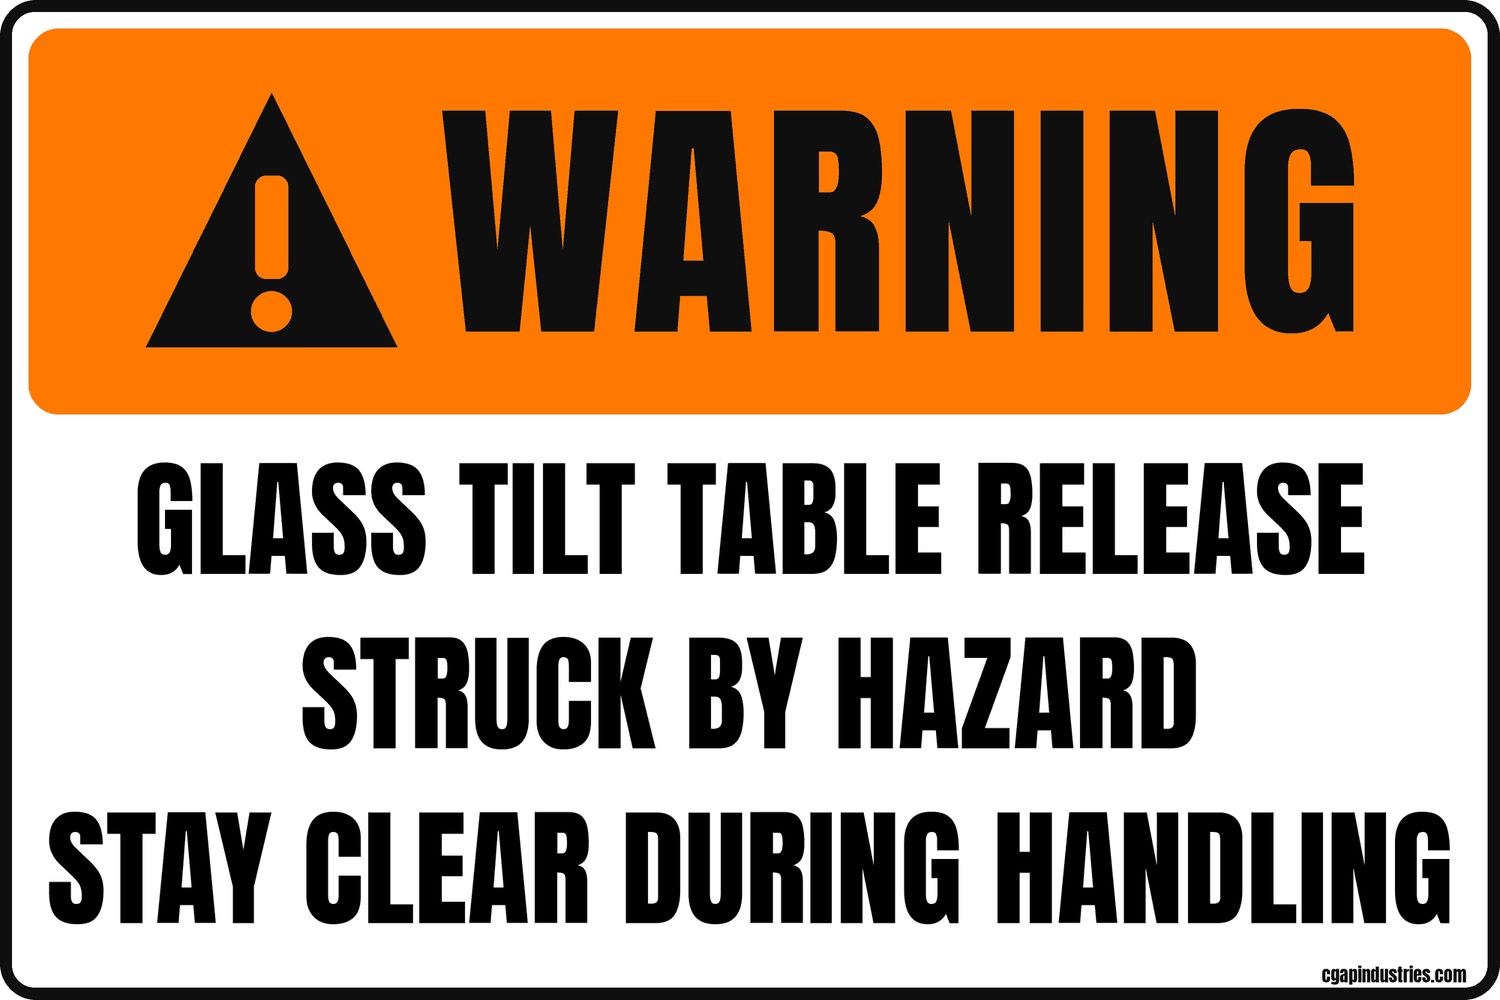 WARNING
GLASS TILT TABLE RELEASE
STRUCK BY HAZARD
STAY CLEAR DURING HANDLING
cgapindustries.com